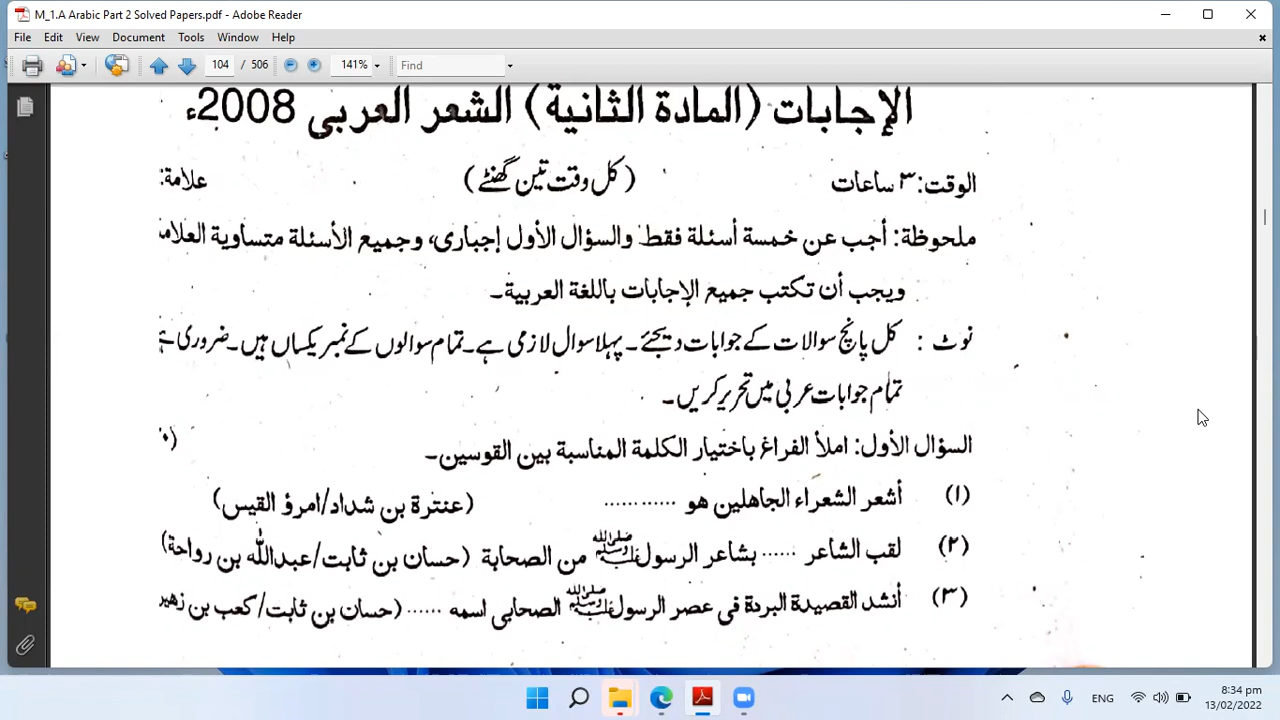 M_1.A Arabic Part 2 Solved Papers.pdf - Adobe Reader
File Edit View Document Tools Window Help
104 / 506 141% Find
الإجابات (المادة الثانية) الشعر العربى 2008ء
الوقت: ٣ ساعات (کل وقت تین گھنٹے) علامة:
ملحوظة: أجب عن خمسة أسئلة فقط والسؤال الأول إجبارى، وجميع الأسئلة متساوية العلام
ويجب أن تكتب جميع الإجابات باللغة العربية۔
نوٹ : کل پانچ سوالات کے جوابات دیجئے۔ پہلا سوال لازمی ہے۔ تمام سوالوں کے نمبر یکساں ہیں۔ ضروری ہے
تمام جوابات عربی میں تحریر کریں۔
السؤال الأول: املأ الفراغ باختيار الكلمة المناسبة بين القوسين۔
(١) أشعر الشعراء الجاهلين هو ............ (عنترة بن شداد/امرؤ القيس)
(٢) لقب الشاعر ...... بشاعر الرسول ﷺ من الصحابة (حسان بن ثابت/عبدالله بن رواحة)
(٣) أنشد القصيدة البردة فى عصر الرسول ﷺ الصحابى اسمه ...... (حسان بن ثابت/كعب بن زهير
ENG 8:34 pm
13/02/2022